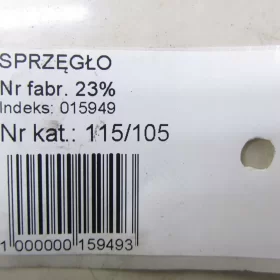 SPRZĘGŁO
Nr fabr. 23%
Indeks: 015949
Nr kat.: 115/105
1 000000 159493